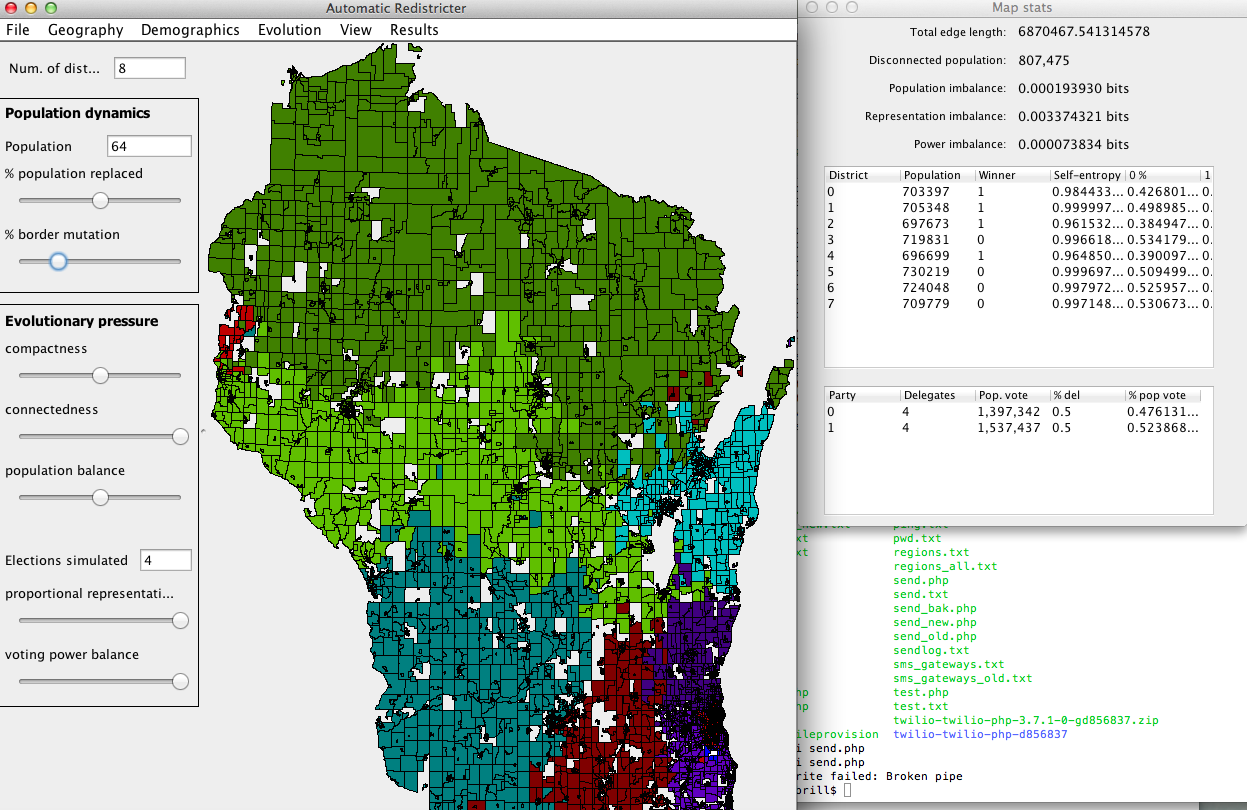 Automatic Redistricter
File Geography Demographics Evolution View Results
Num. of dist... 8
Population dynamics
Population 64
% population replaced
% border mutation
Evolutionary pressure
compactness
connectedness
population balance
Elections simulated 4
proportional representati...
voting power balance
Map stats
Total edge length: 6870467.541314578
Disconnected population: 807,475
Population imbalance: 0.000193930 bits
Representation imbalance: 0.003374321 bits
Power imbalance: 0.000073834 bits
District Population Winner Self-entropy 0 % 1
0 703397 1 0.984433... 0.426801... 0.
1 705348 1 0.999997... 0.498985... 0.
2 697673 1 0.961532... 0.384947... 0.
3 719831 0 0.996618... 0.534179... 0.
4 696699 1 0.964850... 0.390097... 0.
5 730219 0 0.999697... 0.509499... 0.
6 724048 0 0.997972... 0.525957... 0.
7 709779 0 0.997148... 0.530673... 0.
Party Delegates Pop. vote % del % pop vote
0 4 1,397,342 0.5 0.476131...
1 4 1,537,437 0.5 0.523868...
_new.txt ping.txt
xt pwd.txt
xt regions.txt
regions_all.txt
send.php
send.txt
send_bak.php
send_new.php
send_old.php
sendlog.txt
sms_gateways.txt
sms_gateways_old.txt
hp test.php
hp test.txt
twilio-twilio-php-3.7.1-0-gd856837.zip
ileprovision twilio-twilio-php-d856837
i send.php
i send.php
rite failed: Broken pipe
orill$